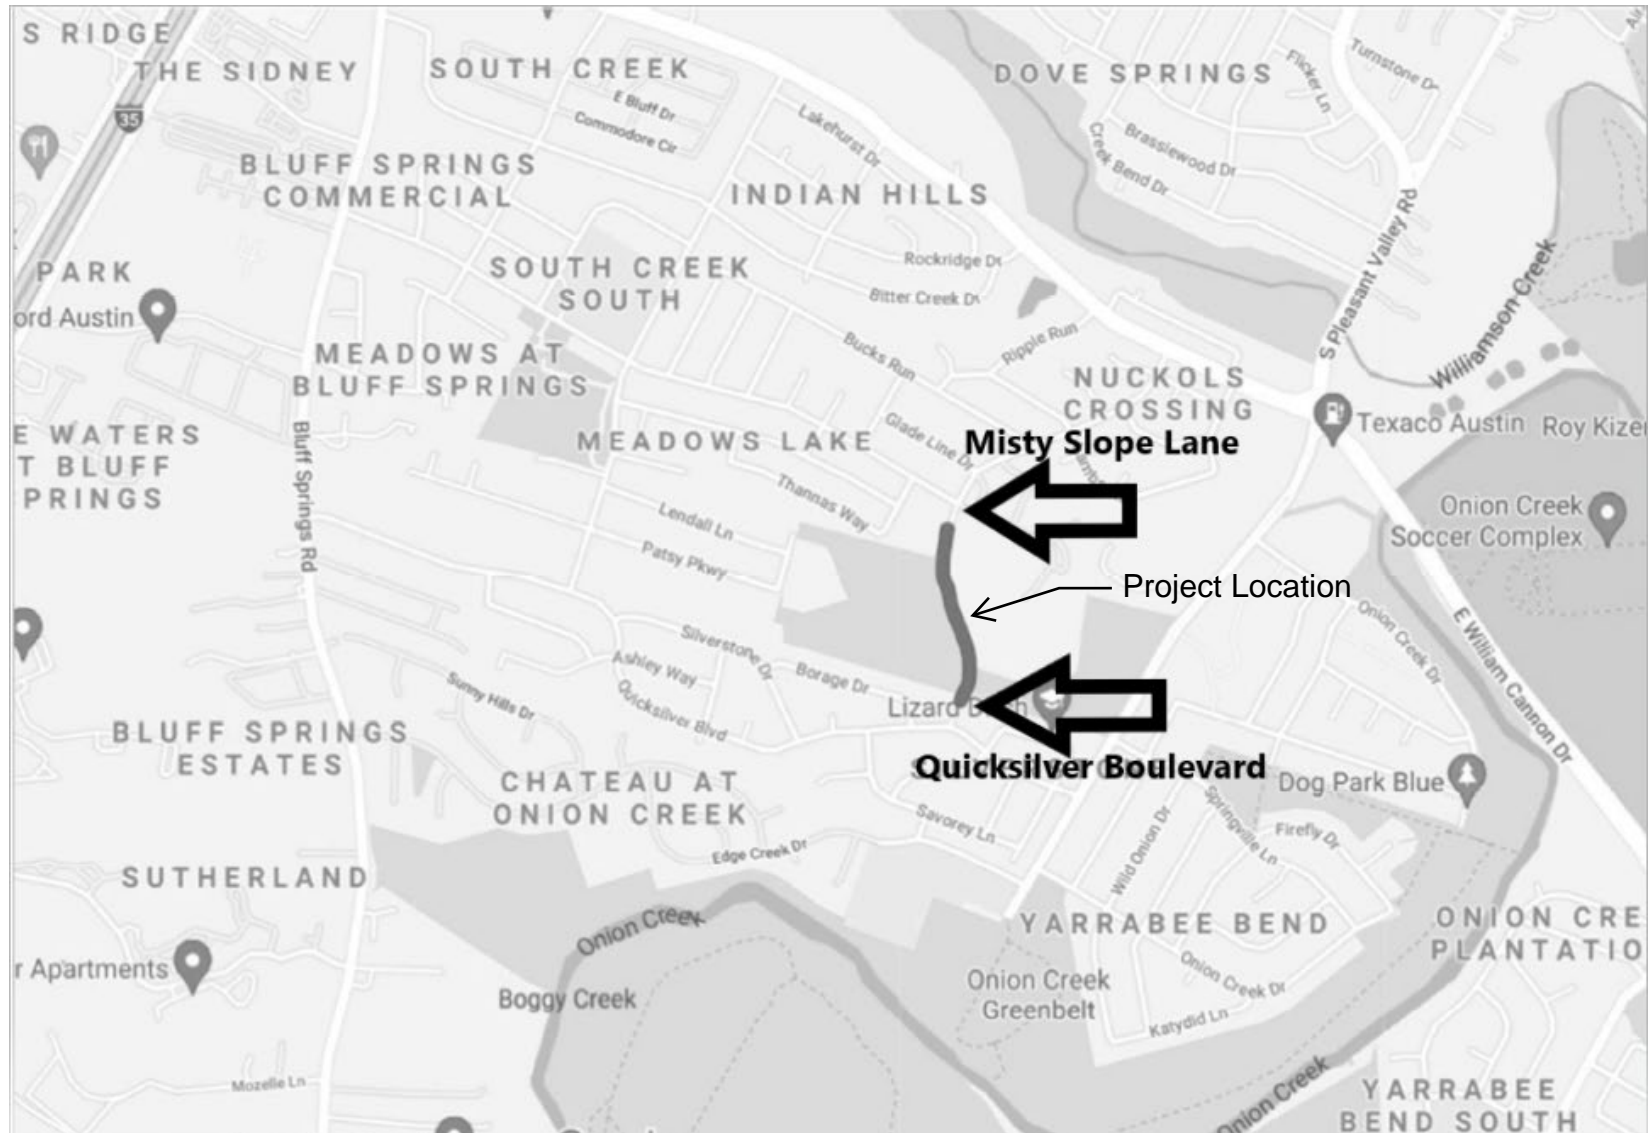 S RIDGE
THE SIDNEY
SOUTH CREEK
DOVE SPRINGS
Turnstone Dr
Flicker Ln
35
E Bluff Dr
Commodore Cir
Lakehurst Dr
Creek Bend Dr
Brassiewood Dr
BLUFF SPRINGS
COMMERCIAL
INDIAN HILLS
S Pleasant Valley Rd
Williamson Creek
PARK
ord Austin
SOUTH CREEK
SOUTH
Rockridge Dr
Bitter Creek Dr
Bucks Run
Ripple Run
MEADOWS AT
BLUFF SPRINGS
NUCKOLS
CROSSING
Texaco Austin
Roy Kizer
E WATERS
T BLUFF
PRINGS
Bluff Springs Rd
MEADOWS LAKE
Glade Line Dr
Misty Slope Lane
Thannas Way
Lendall Ln
Patsy Pkwy
Onion Creek
Soccer Complex
Project Location
Onion Creek Dr
E William Cannon Dr
Silverstone Dr
Ashley Way
Borage Dr
Sunny Hills Dr
Quicksilver Blvd
Lizard
BLUFF SPRINGS
ESTATES
Quicksilver Boulevard
CHATEAU AT
ONION CREEK
Dog Park Blue
Savorey Ln
Edge Creek Dr
Wild Onion Dr
Springville Ln
Firefly Dr
SUTHERLAND
Onion Creek
YARRABEE BEND
ONION CRE
PLANTATIO
r Apartments
Boggy Creek
Onion Creek
Greenbelt
Onion Creek Dr
Katydid Ln
Mozelle Ln
Onion Creek
YARRABEE
BEND SOUTH